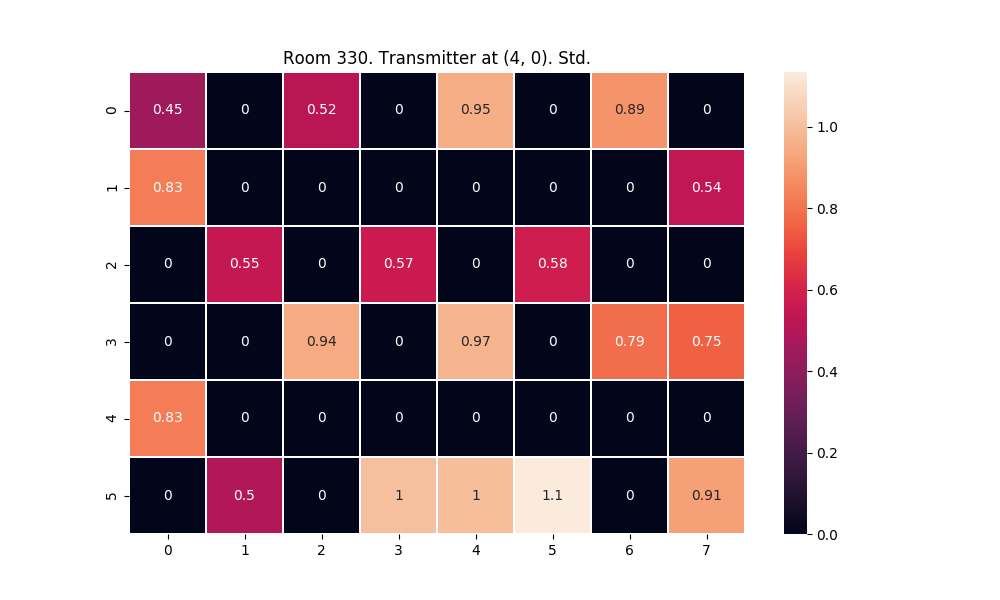 Room 330. Transmitter at (4, 0). Std.
0 0.45 0 0.52 0 0.95 0 0.89 0
1 0.83 0 0 0 0 0 0 0.54
2 0 0.55 0 0.57 0 0.58 0 0
3 0 0 0.94 0 0.97 0 0.79 0.75
4 0.83 0 0 0 0 0 0 0
5 0 0.5 0 1 1 1.1 0 0.91
0 1 2 3 4 5 6 7
1.0
0.8
0.6
0.4
0.2
0.0